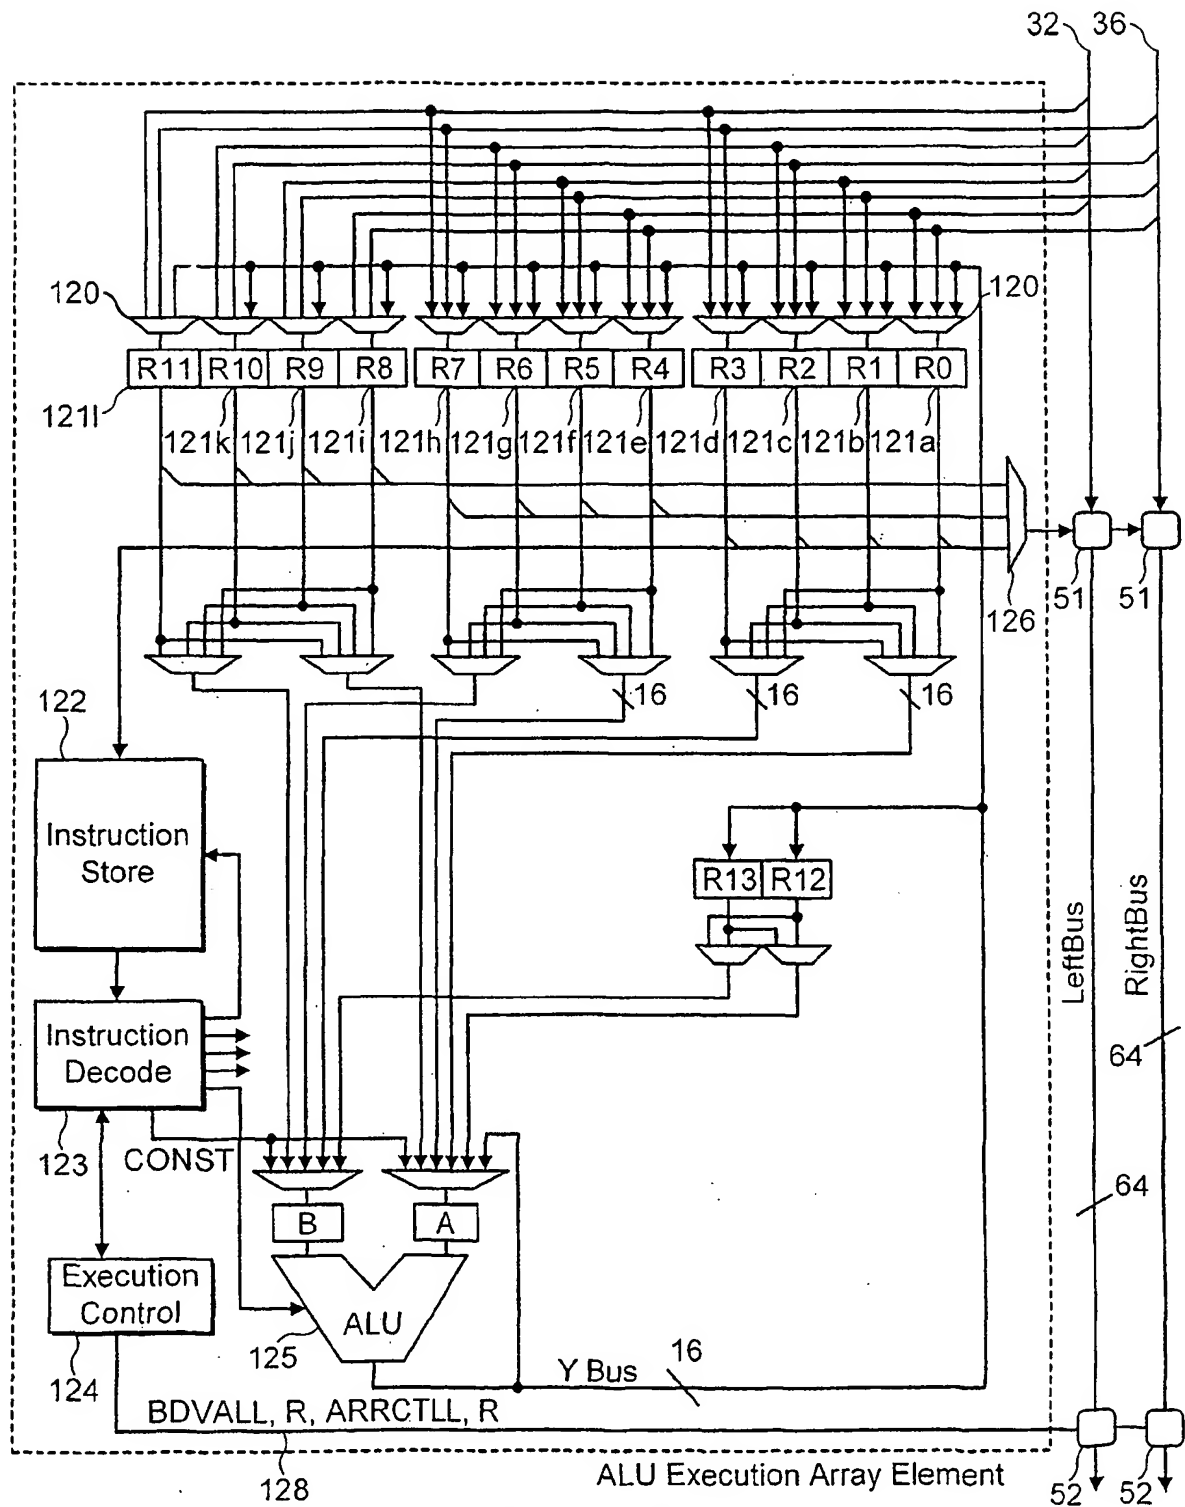 32 36
120 120
R11 R10 R9 R8 R7 R6 R5 R4 R3 R2 R1 R0
121l 121k 121j 121i 121h 121g 121f 121e 121d 121c 121b 121a
126 51 51
16 16 16
122
Instruction
Store
R13 R12
LeftBus
RightBus
Instruction
Decode
64
123
CONST
64
B A
Execution
Control
ALU
125
124
Y Bus
16
BDVALL, R, ARRCTLL, R
128
ALU Execution Array Element
52 52